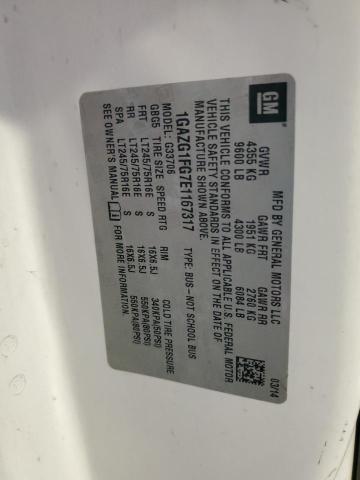 GM
MFD BY GENERAL MOTORS LLC 03/14
GVWR GAWR FRT GAWR RR
4355 KG 1951 KG 2760 KG
9600 LB 4300 LB 6084 LB
THIS VEHICLE CONFORMS TO ALL APPLICABLE U.S. FEDERAL MOTOR
VEHICLE SAFETY STANDARDS IN EFFECT ON THE DATE OF
MANUFACTURE SHOWN ABOVE.
1GAZG1FG7E1167317 TYPE: BUS-NOT SCHOOL BUS
G33706
GBG5 TIRE SIZE SPEED RTG RIM COLD TIRE PRESSURE
FRT LT245/75R16E S 16X6.5J 340KPA(50PSI)
RR LT245/75R16E S 16X6.5J 550KPA(80PSI)
SPA LT245/75R16E S 16X6.5J 550KPA(80PSI)
SEE OWNER'S MANUAL FOR MORE INFORMATION.